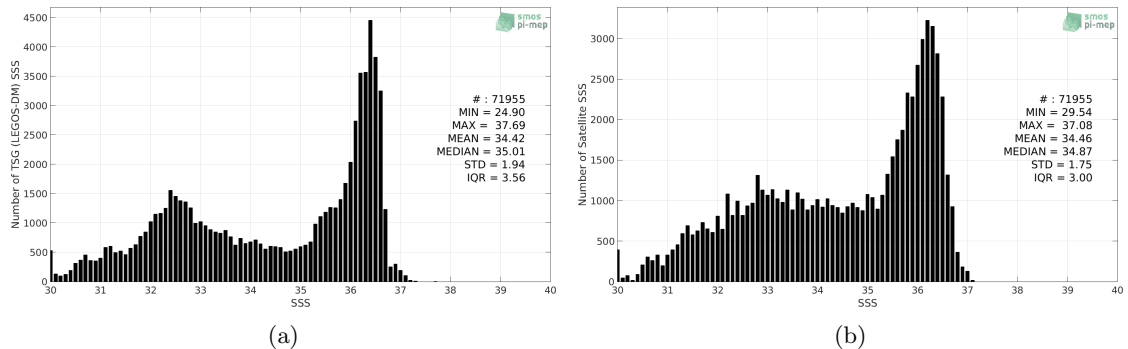 smos
pi-mep
4500
4000
3500
3000
2500
2000
1500
1000
500
0
Number of TSG (LEGOS-DM) SSS
# : 71955
MIN = 24.90
MAX = 37.69
MEAN = 34.42
MEDIAN = 35.01
STD = 1.94
IQR = 3.56
30 31 32 33 34 35 36 37 38 39 40
SSS
(a)
smos
pi-mep
3000
2500
2000
1500
1000
500
0
Number of Satellite SSS
# : 71955
MIN = 29.54
MAX = 37.08
MEAN = 34.46
MEDIAN = 34.87
STD = 1.75
IQR = 3.00
30 31 32 33 34 35 36 37 38 39 40
SSS
(b)